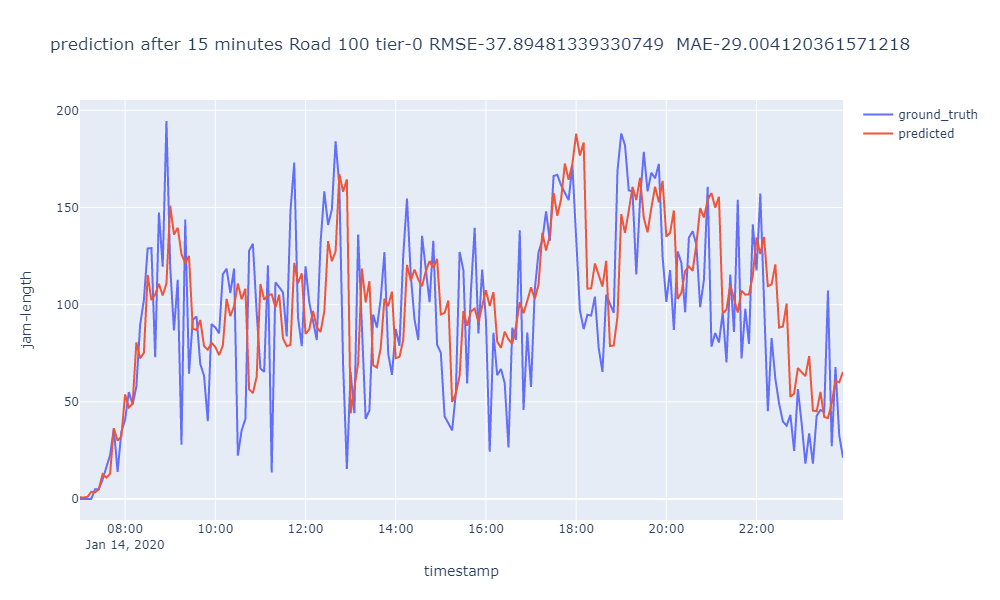 prediction after 15 minutes Road 100 tier-0 RMSE-37.89481339330749 MAE-29.004120361571218
ground_truth
predicted
200
150
100
50
0
jam-length
08:00 10:00 12:00 14:00 16:00 18:00 20:00 22:00
Jan 14, 2020
timestamp